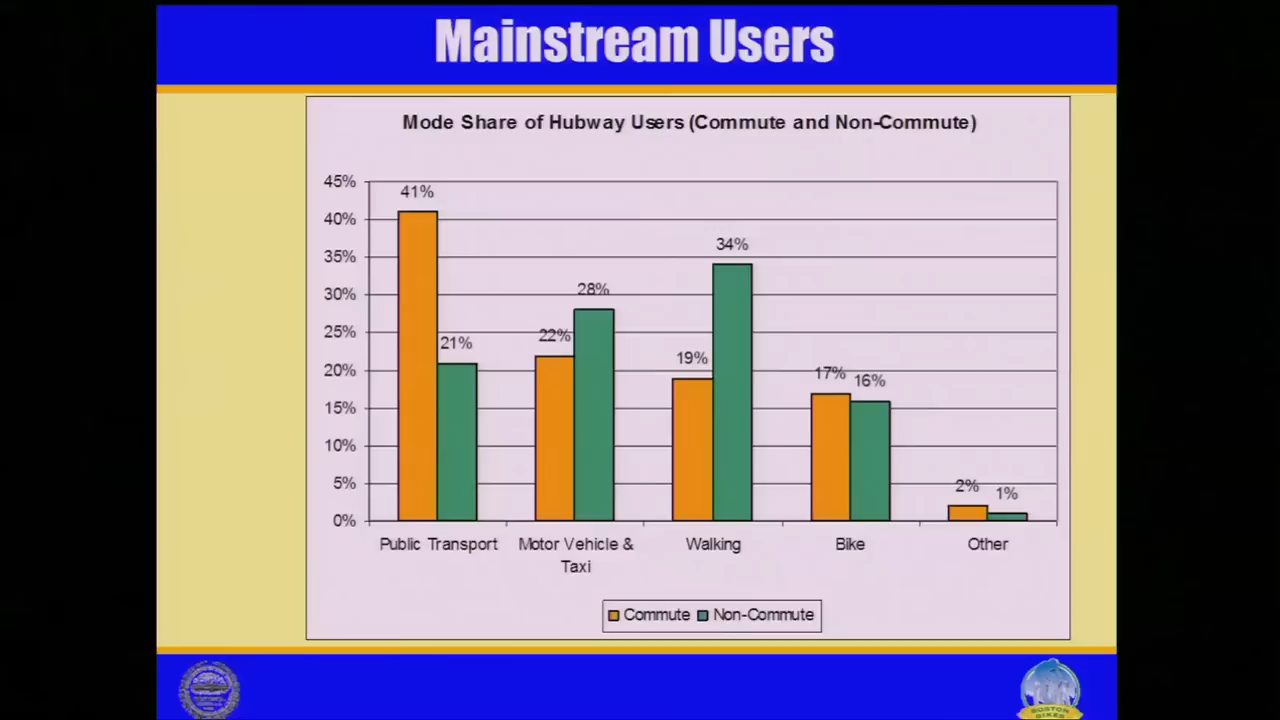 Mainstream Users
Mode Share of Hubway Users (Commute and Non-Commute)
45%
40%
35%
30%
25%
20%
15%
10%
5%
0%
41%
21%
22%
28%
19%
34%
17%
16%
2%
1%
Public Transport
Motor Vehicle &
Taxi
Walking
Bike
Other
Commute
Non-Commute
BOSTON
BIKES